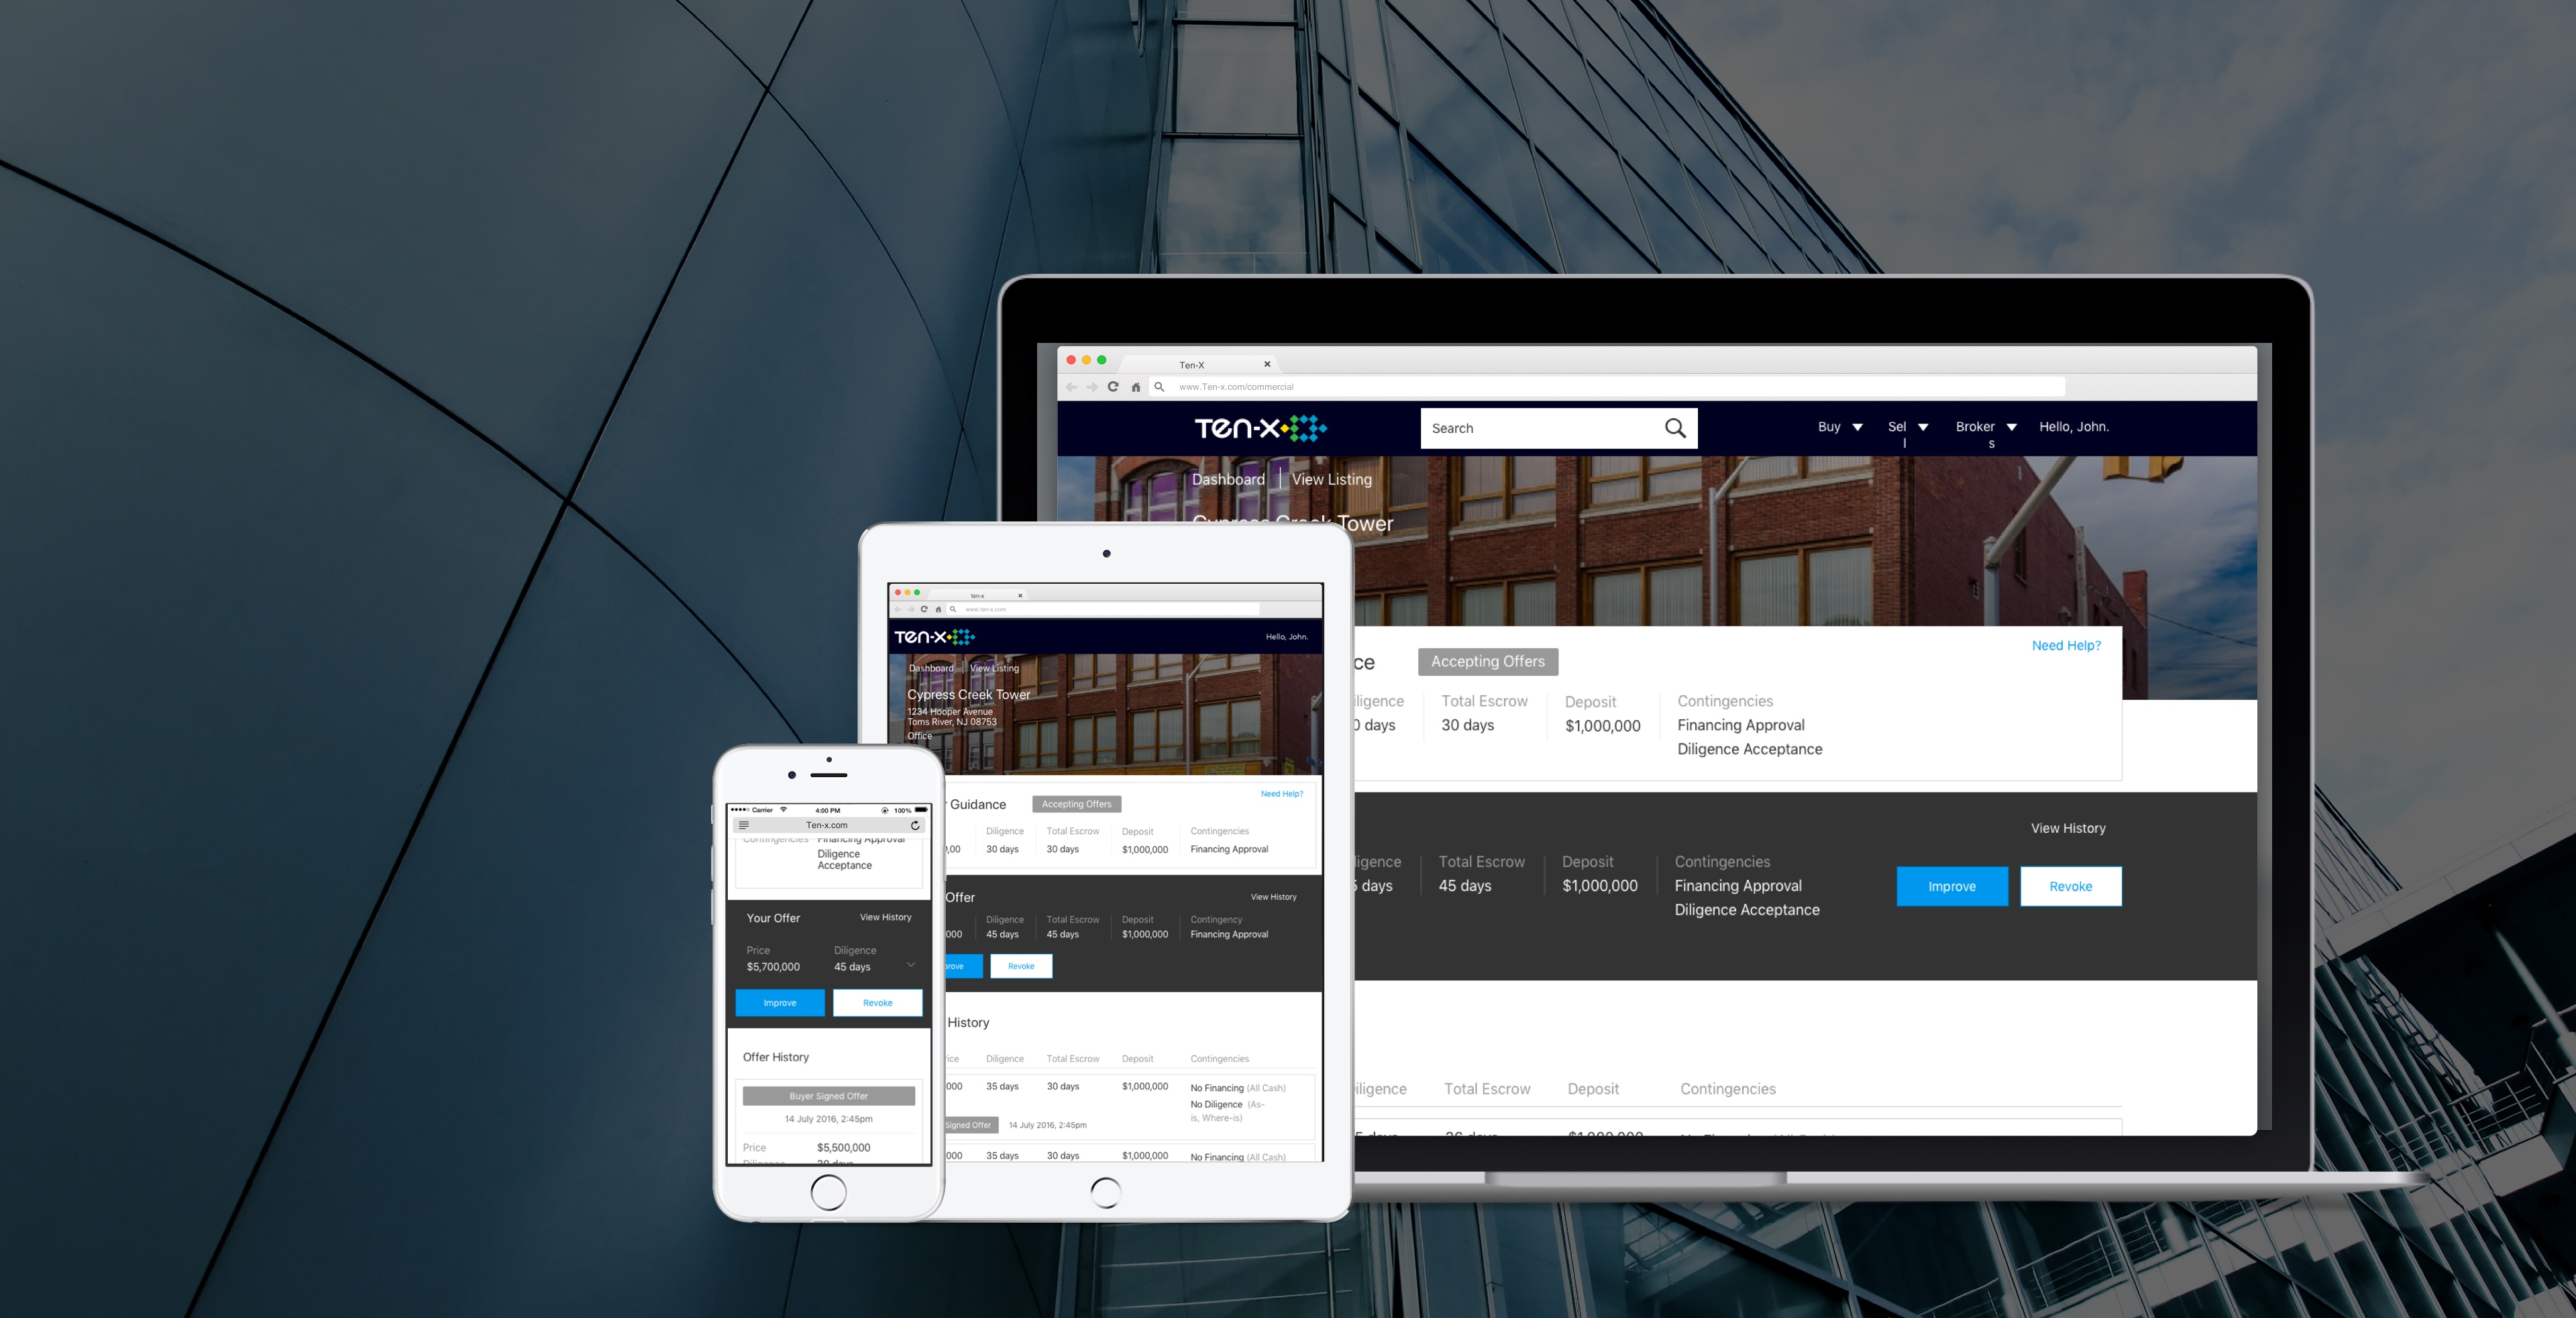 Ten-X
www.Ten-x.com/commercial
Ten-X
Search
Buy
Sel
l
Broker
s
Hello, John.
Dashboard
View Listing
Cypress Creek Tower
ce
Accepting Offers
Need Help?
iligence
Total Escrow
Deposit
Contingencies
0 days
30 days
$1,000,000
Financing Approval
Diligence Acceptance
View History
ligence
Total Escrow
Deposit
Contingencies
5 days
45 days
$1,000,000
Financing Approval
Diligence Acceptance
Improve
Revoke
iligence
Total Escrow
Deposit
Contingencies
ten-x
www.ten-x.com
Ten-X
Hello, John.
Dashboard
View Listing
Cypress Creek Tower
1234 Hooper Avenue
Toms River, NJ 08753
Office
Guidance
Accepting Offers
Need Help?
Diligence
Total Escrow
Deposit
Contingencies
,00
30 days
30 days
$1,000,000
Financing Approval
Offer
View History
Diligence
Total Escrow
Deposit
Contingency
000
45 days
45 days
$1,000,000
Financing Approval
prove
Revoke
History
rice
Diligence
Total Escrow
Deposit
Contingencies
000
35 days
30 days
$1,000,000
No Financing (All Cash)
No Diligence (As-
is, Where-is)
Signed Offer
14 July 2016, 2:45pm
000
35 days
30 days
$1,000,000
No Financing (All Cash)
Carrier
4:00 PM
100%
Ten-x.com
Contingencies
Financing Approval
Diligence
Acceptance
Your Offer
View History
Price
Diligence
$5,700,000
45 days
Improve
Revoke
Offer History
Buyer Signed Offer
14 July 2016, 2:45pm
Price
$5,500,000